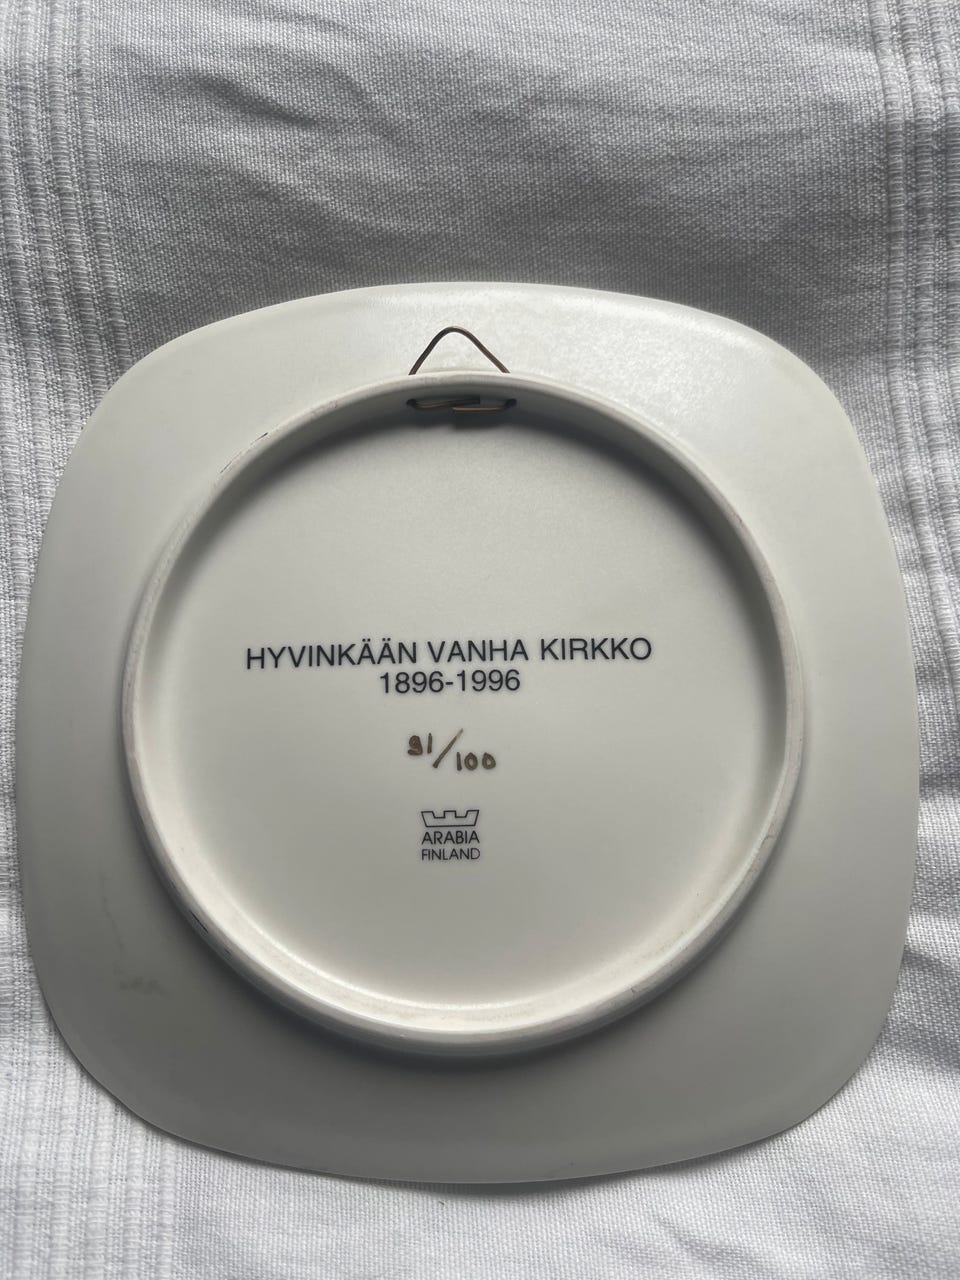 HYVINKÄÄN VANHA KIRKKO
1896-1996
91/100
ARABIA
FINLAND